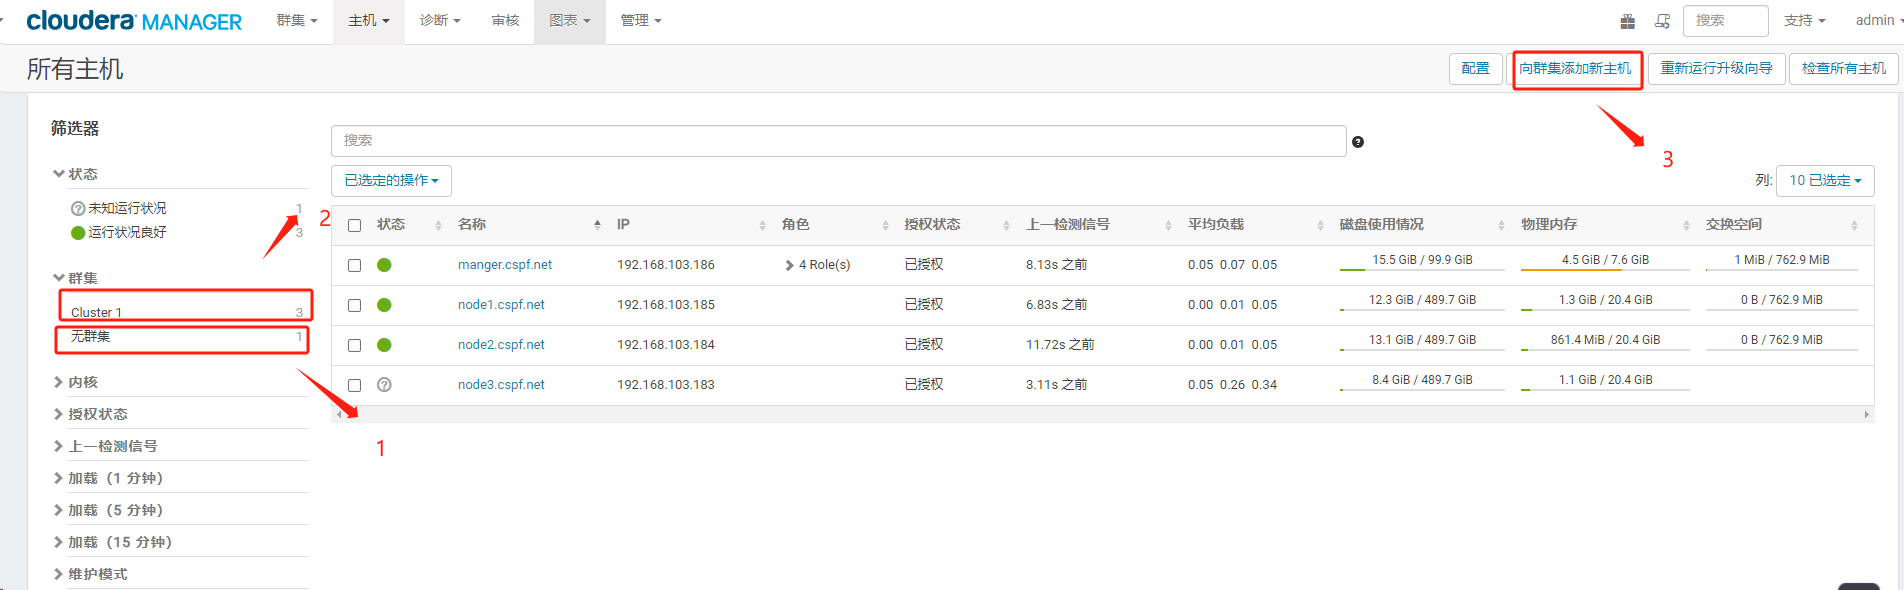 cloudera MANAGER 群集 主机 诊断 审核 图表 管理 搜索 支持 admin
所有主机 配置 向群集添加新主机 重新运行升级向导 检查所有主机
筛选器
搜索
3
状态
已选定的操作 列: 10 已选定
未知运行状况 1
2
运行状况良好 3
状态 名称 IP 角色 授权状态 上一检测信号 平均负载 磁盘使用情况 物理内存 交换空间
manger.cspf.net 192.168.103.186 4 Role(s) 已授权 8.13s 之前 0.05 0.07 0.05 15.5 GiB / 99.9 GiB 4.5 GiB / 7.6 GiB 1 MiB / 762.9 MiB
群集
node1.cspf.net 192.168.103.185 已授权 6.83s 之前 0.00 0.01 0.05 12.3 GiB / 489.7 GiB 1.3 GiB / 20.4 GiB 0 B / 762.9 MiB
Cluster 1 3
无群集 1
node2.cspf.net 192.168.103.184 已授权 11.72s 之前 0.00 0.01 0.05 13.1 GiB / 489.7 GiB 861.4 MiB / 20.4 GiB 0 B / 762.9 MiB
内核
node3.cspf.net 192.168.103.183 已授权 3.11s 之前 0.05 0.26 0.34 8.4 GiB / 489.7 GiB 1.1 GiB / 20.4 GiB
授权状态
上一检测信号
1
加载（1 分钟）
加载（5 分钟）
加载（15 分钟）
维护模式